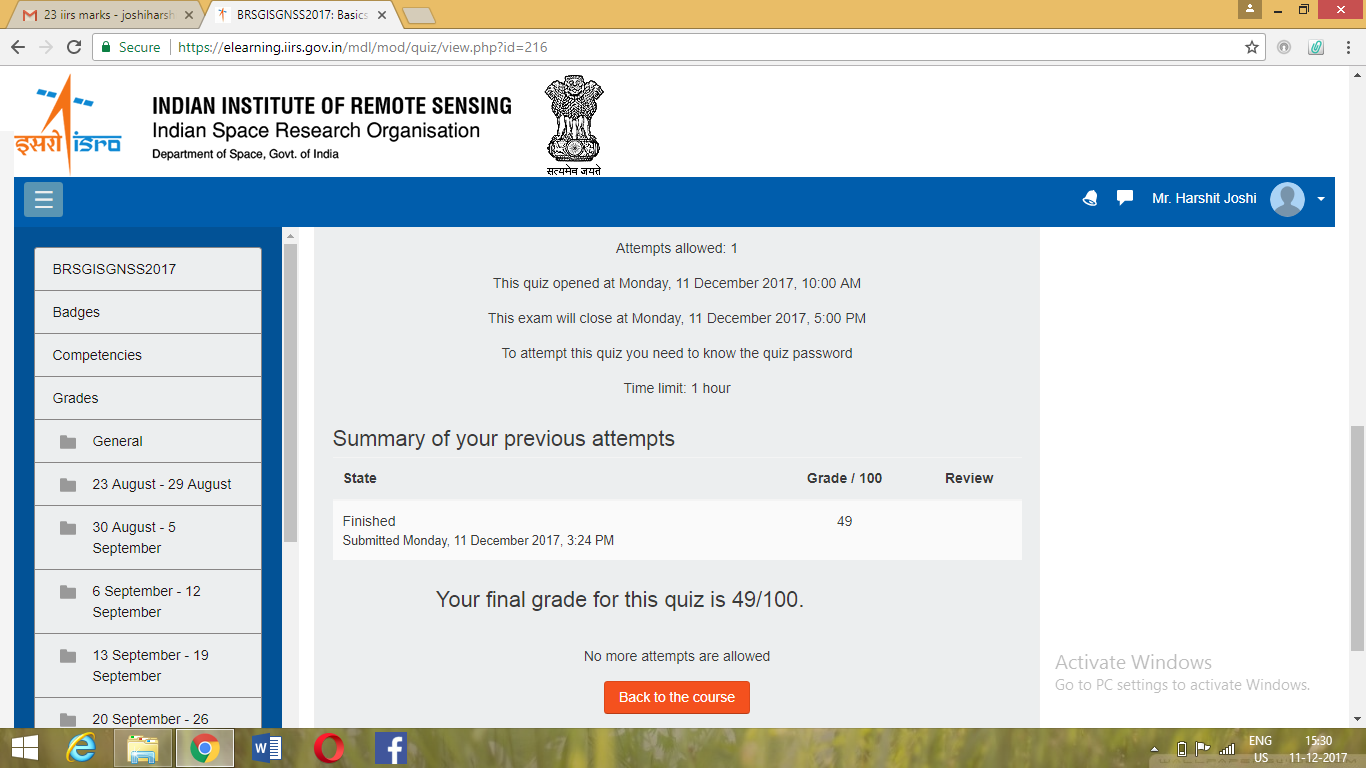 23 iirs marks - joshiharsh
BRSGISGNSS2017: Basics
Secure
https://elearning.iirs.gov.in/mdl/mod/quiz/view.php?id=216
इसरो isro
INDIAN INSTITUTE OF REMOTE SENSING
Indian Space Research Organisation
Department of Space, Govt. of India
सत्यमेव जयते
Mr. Harshit Joshi
BRSGISGNSS2017
Badges
Competencies
Grades
General
23 August - 29 August
30 August - 5
September
6 September - 12
September
13 September - 19
September
20 September - 26
Attempts allowed: 1
This quiz opened at Monday, 11 December 2017, 10:00 AM
This exam will close at Monday, 11 December 2017, 5:00 PM
To attempt this quiz you need to know the quiz password
Time limit: 1 hour
Summary of your previous attempts
State Grade / 100 Review
Finished 49
Submitted Monday, 11 December 2017, 3:24 PM
Your final grade for this quiz is 49/100.
No more attempts are allowed
Back to the course
Activate Windows
Go to PC settings to activate Windows.
ENG 15:30
US 11-12-2017